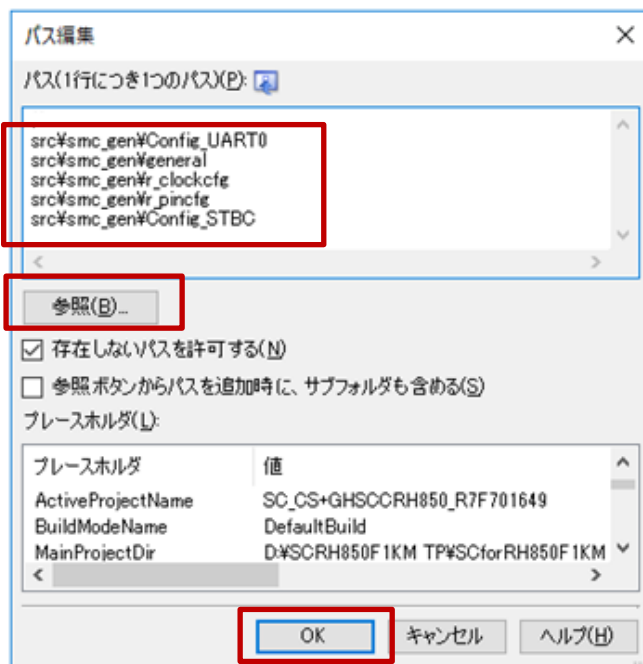 パス編集
パス(1行につき1つのパス)(P):
src¥smc_gen¥Config_UART0
src¥smc_gen¥general
src¥smc_gen¥r_clockcfg
src¥smc_gen¥r_pincfg
src¥smc_gen¥Config_STBC
参照(B)...
存在しないパスを許可する(N)
参照ボタンからパスを追加時に、サブフォルダも含める(S)
プレースホルダ(L):
プレースホルダ 値
ActiveProjectName SC_CS+GHSCCRH850_R7F701649
BuildModeName DefaultBuild
MainProjectDir D:¥SCRH850F1KM TP¥SCforRH850F1KM
OK キャンセル ヘルプ(H)